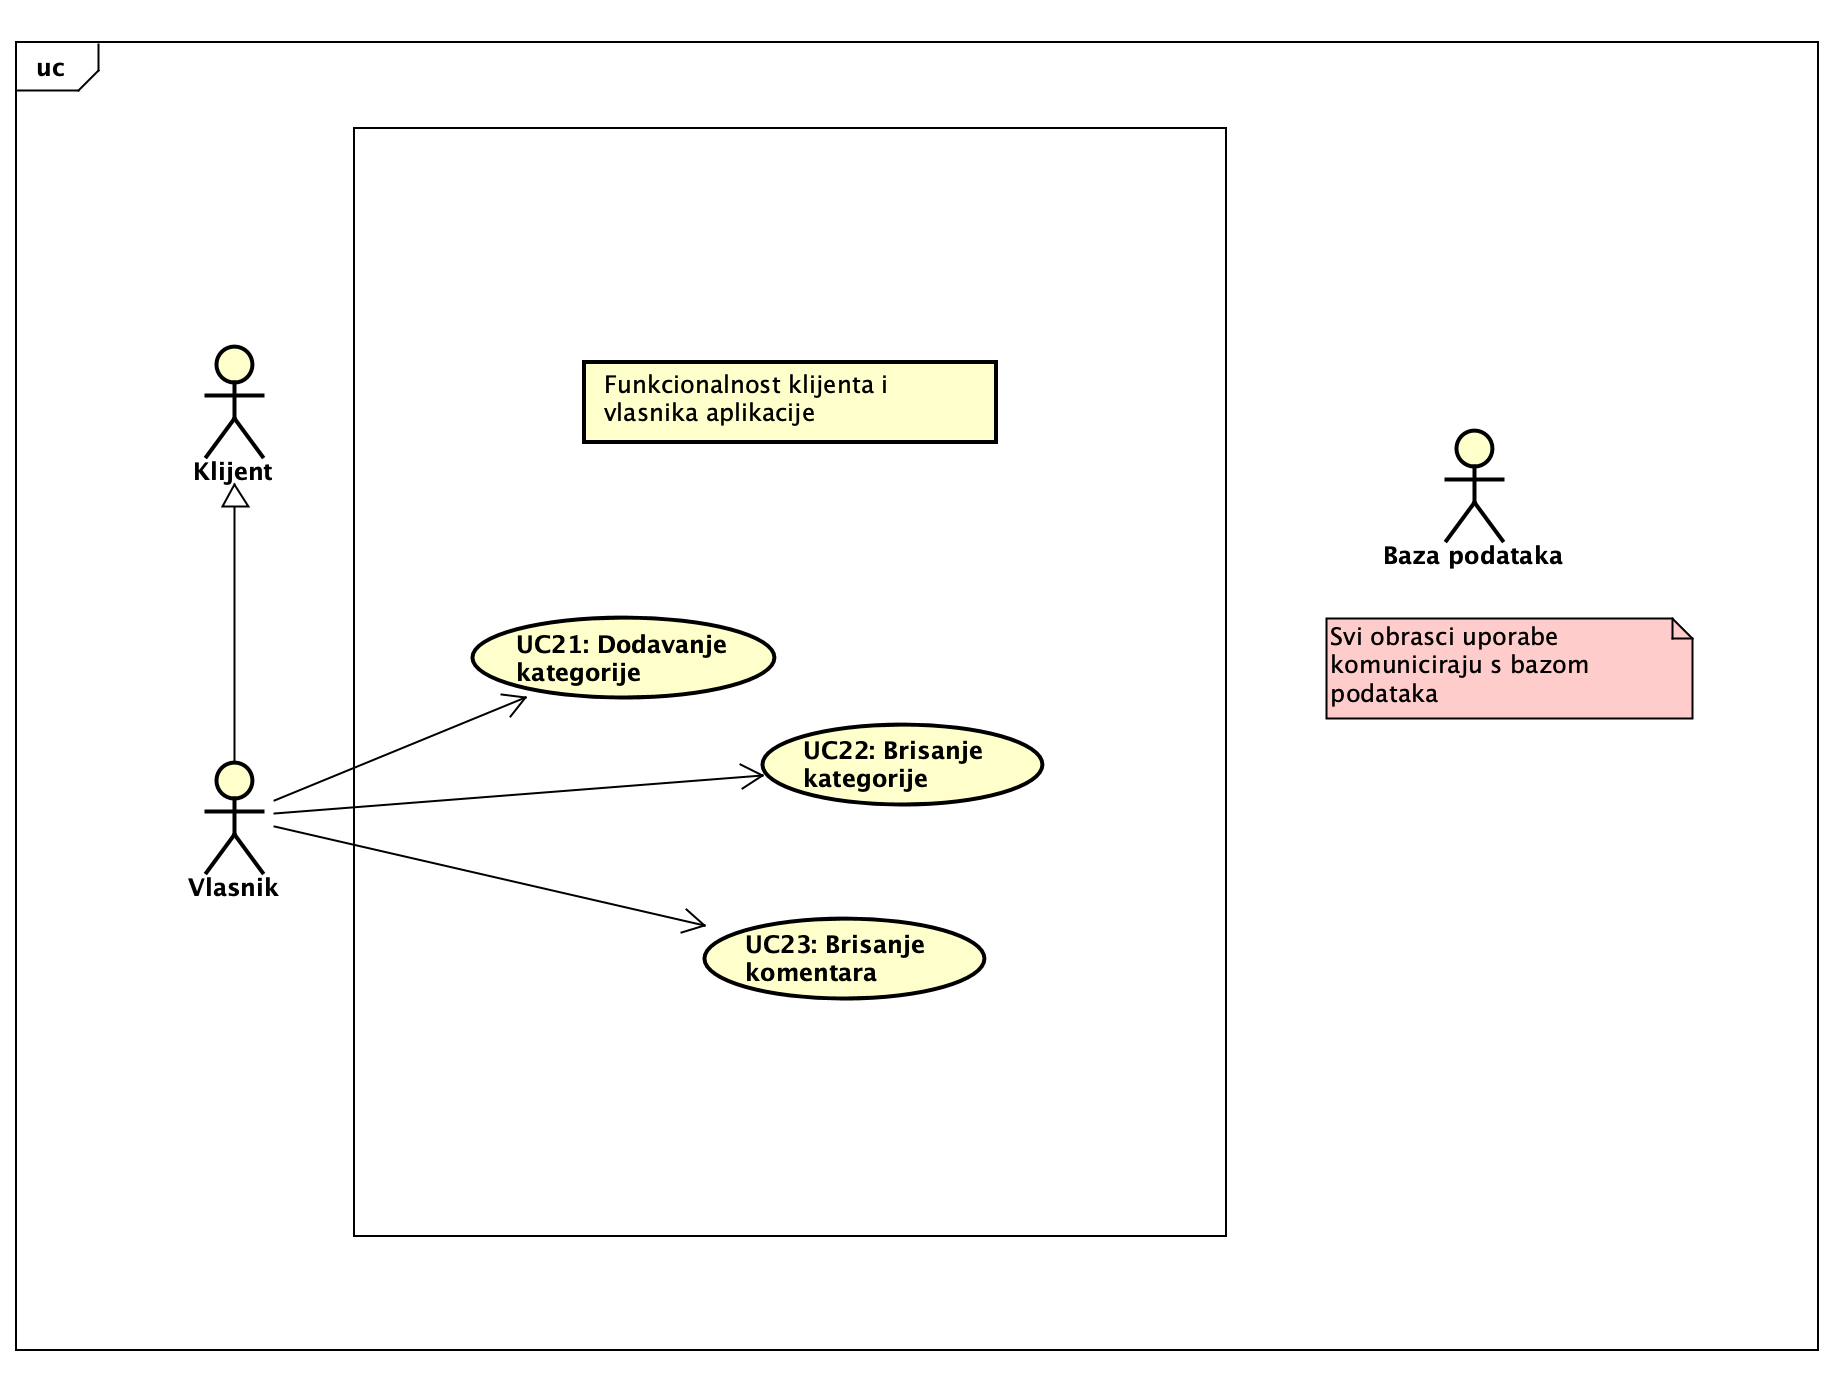 uc
Klijent
Funkcionalnost klijenta i
vlasnika aplikacije
Baza podataka
Svi obrasci uporabe
komuniciraju s bazom
podataka
UC21: Dodavanje
kategorije
UC22: Brisanje
kategorije
Vlasnik
UC23: Brisanje
komentara